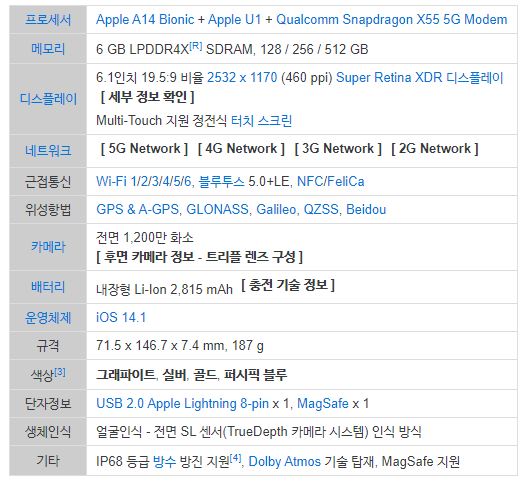 프로세서 Apple A14 Bionic + Apple U1 + Qualcomm Snapdragon X55 5G Modem
메모리 6 GB LPDDR4X[R] SDRAM, 128 / 256 / 512 GB
디스플레이 6.1인치 19.5:9 비율 2532 x 1170 (460 ppi) Super Retina XDR 디스플레이
[ 세부 정보 확인 ]
Multi-Touch 지원 정전식 터치 스크린
네트워크 [ 5G Network ] [ 4G Network ] [ 3G Network ] [ 2G Network ]
근접통신 Wi-Fi 1/2/3/4/5/6, 블루투스 5.0+LE, NFC/FeliCa
위성항법 GPS & A-GPS, GLONASS, Galileo, QZSS, Beidou
카메라 전면 1,200만 화소
[ 후면 카메라 정보 - 트리플 렌즈 구성 ]
배터리 내장형 Li-Ion 2,815 mAh [ 충전 기술 정보 ]
운영체제 iOS 14.1
규격 71.5 x 146.7 x 7.4 mm, 187 g
색상[3] 그래파이트, 실버, 골드, 퍼시픽 블루
단자정보 USB 2.0 Apple Lightning 8-pin x 1, MagSafe x 1
생체인식 얼굴인식 - 전면 SL 센서(TrueDepth 카메라 시스템) 인식 방식
기타 IP68 등급 방수 방진 지원[4], Dolby Atmos 기술 탑재, MagSafe 지원